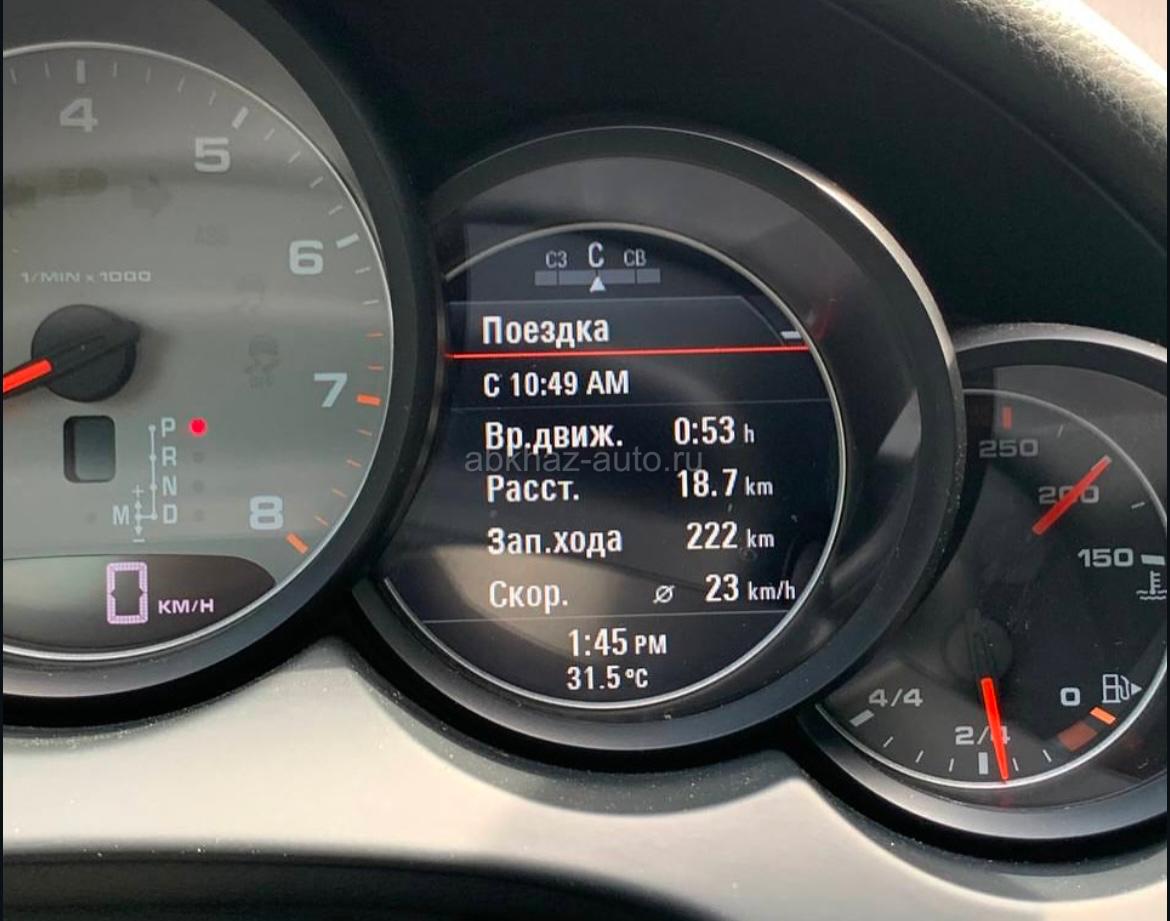 4
5
6
7
8
1/MIN x 1000
P
R
N
M D
+
−
0 KM/H
СЗ С СВ
Поездка
С 10:49 AM
Вр.движ. 0:53 h
abkhaz-auto.ru
Расст. 18.7 km
Зап.хода 222 km
Скор. ⌀ 23 km/h
1:45 PM
31.5°C
250
200
150
4/4
2/4
0